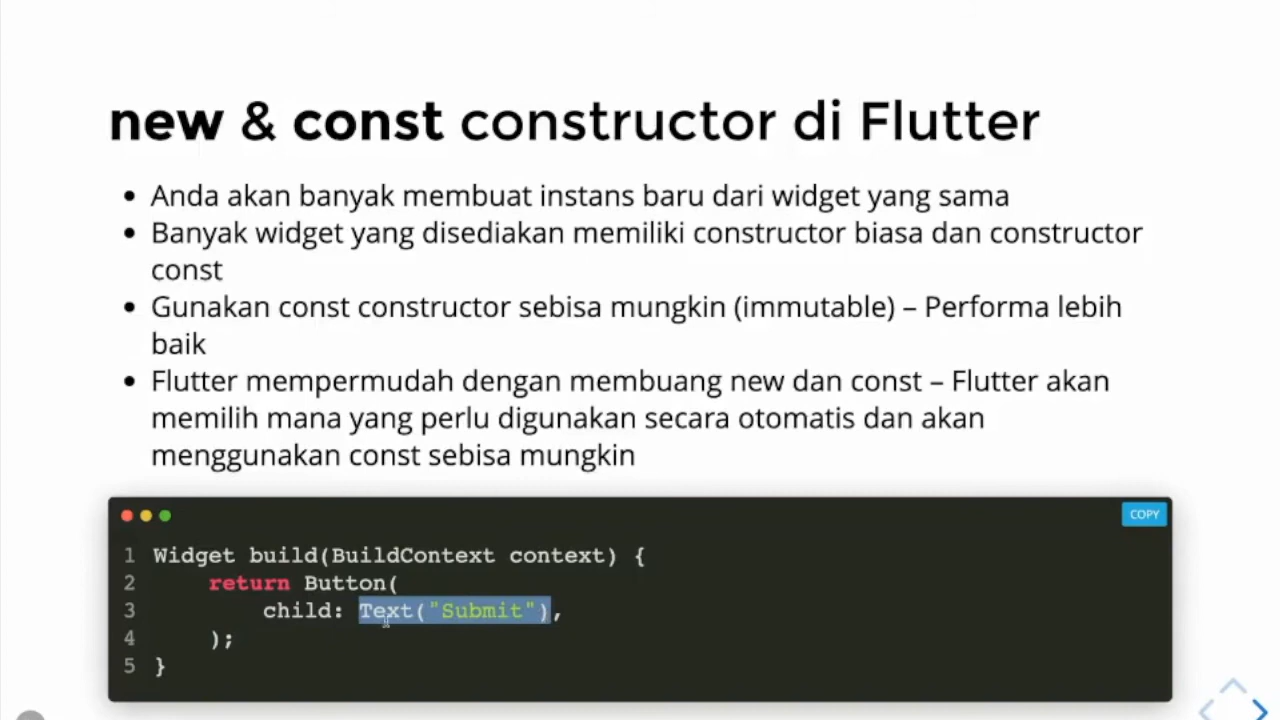 new & const constructor di Flutter
• Anda akan banyak membuat instans baru dari widget yang sama
• Banyak widget yang disediakan memiliki constructor biasa dan constructor
const
• Gunakan const constructor sebisa mungkin (immutable) – Performa lebih
baik
• Flutter mempermudah dengan membuang new dan const – Flutter akan
memilih mana yang perlu digunakan secara otomatis dan akan
menggunakan const sebisa mungkin
COPY
1 Widget build(BuildContext context) {
2     return Button(
3         child: Text("Submit"),
4     );
5 }